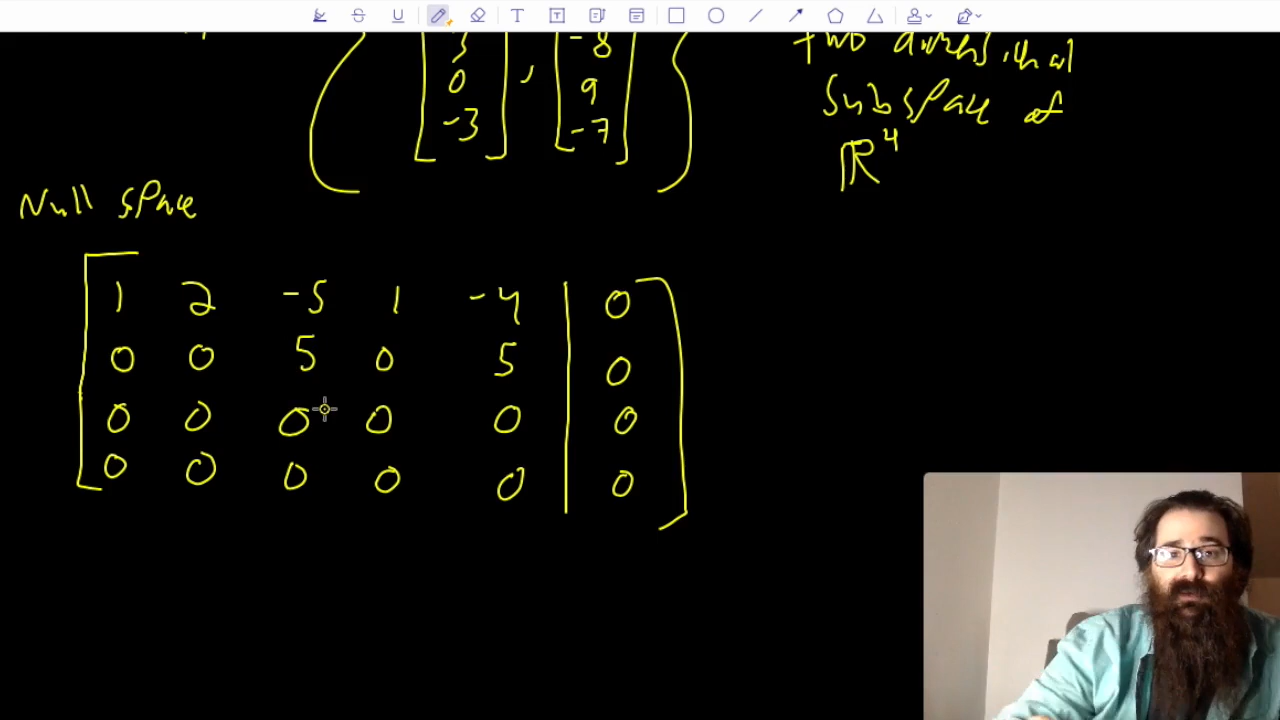 3 -8 two dimensional
0 , 9 subspace of
-3 -7 ℝ⁴
Null space
1 2 -5 1 -4 0
0 0 5 0 5 0
0 0 0 0 0 0
0 0 0 0 0 0